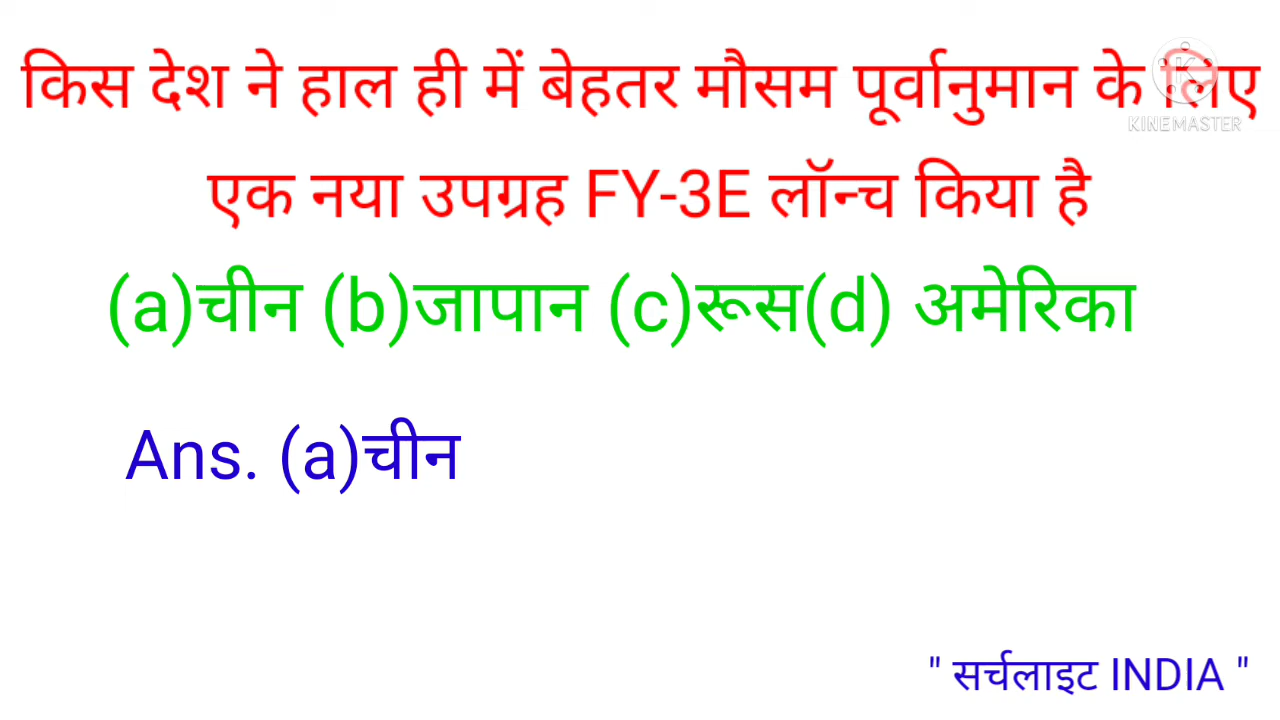 किस देश ने हाल ही में बेहतर मौसम पूर्वानुमान के लिए
KINEMASTER
एक नया उपग्रह FY-3E लॉन्च किया है
(a)चीन (b)जापान (c)रूस(d) अमेरिका
Ans. (a)चीन
" सर्चलाइट INDIA "